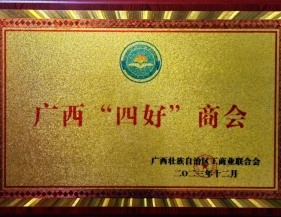 广西“四好”商会
广西壮族自治区工商业联合会
二〇二三年十二月